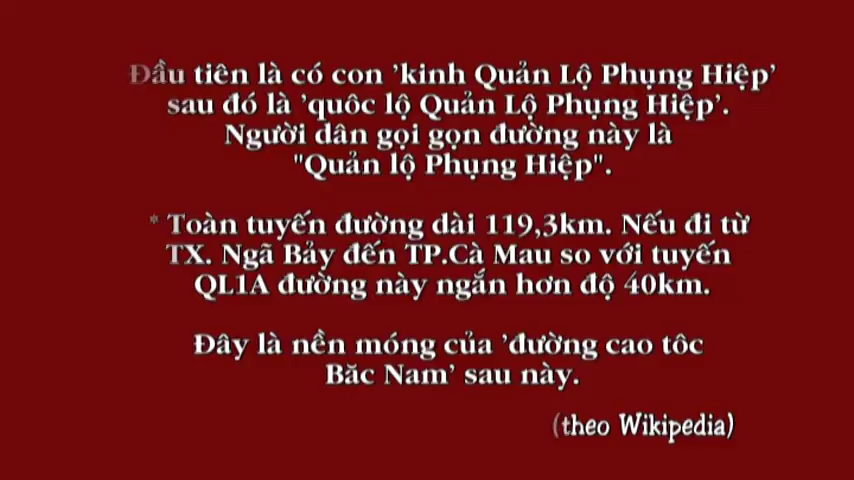 Đầu tiên là có con 'kinh Quản Lộ Phụng Hiệp'
sau đó là 'quôc lộ Quản Lộ Phụng Hiệp'.
Người dân gọi gọn đường này là
"Quản lộ Phụng Hiệp".
* Toàn tuyến đường dài 119,3km. Nếu đi từ
TX. Ngã Bảy đến TP.Cà Mau so với tuyến
QL1A đường này ngắn hơn độ 40km.
Đây là nền móng của 'đường cao tôc
Băc Nam' sau này.
(theo Wikipedia)